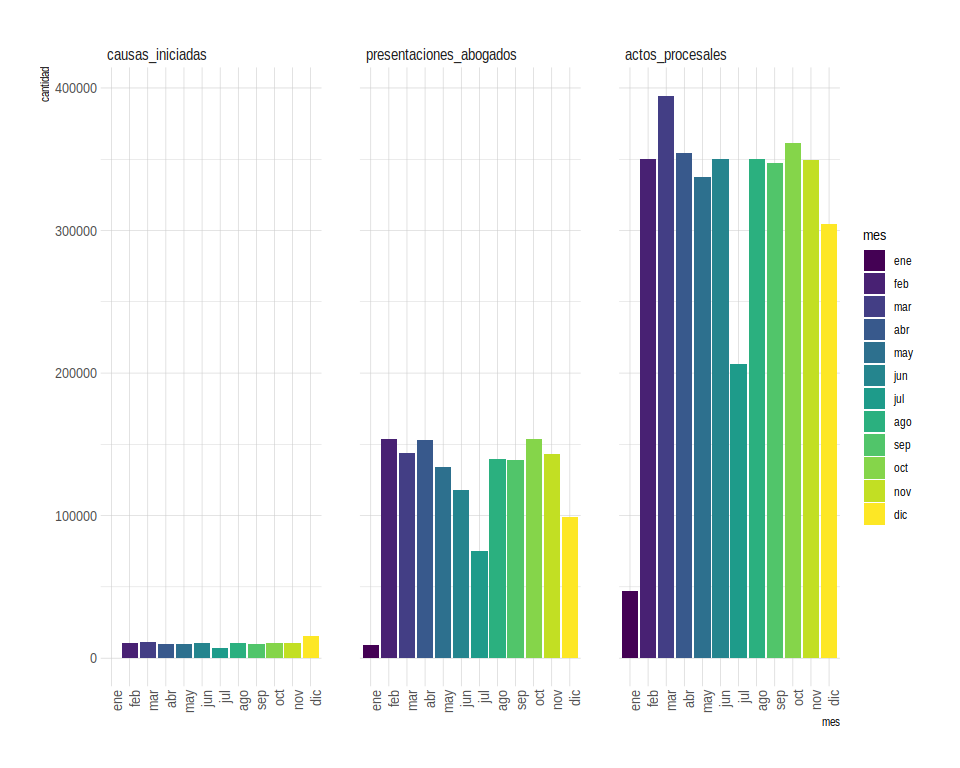 causas_iniciadas
presentaciones_abogados
actos_procesales
cantidad
400000
300000
200000
100000
0
ene feb mar abr may jun jul ago sep oct nov dic
ene feb mar abr may jun jul ago sep oct nov dic
ene feb mar abr may jun jul ago sep oct nov dic
mes
mes
ene
feb
mar
abr
may
jun
jul
ago
sep
oct
nov
dic